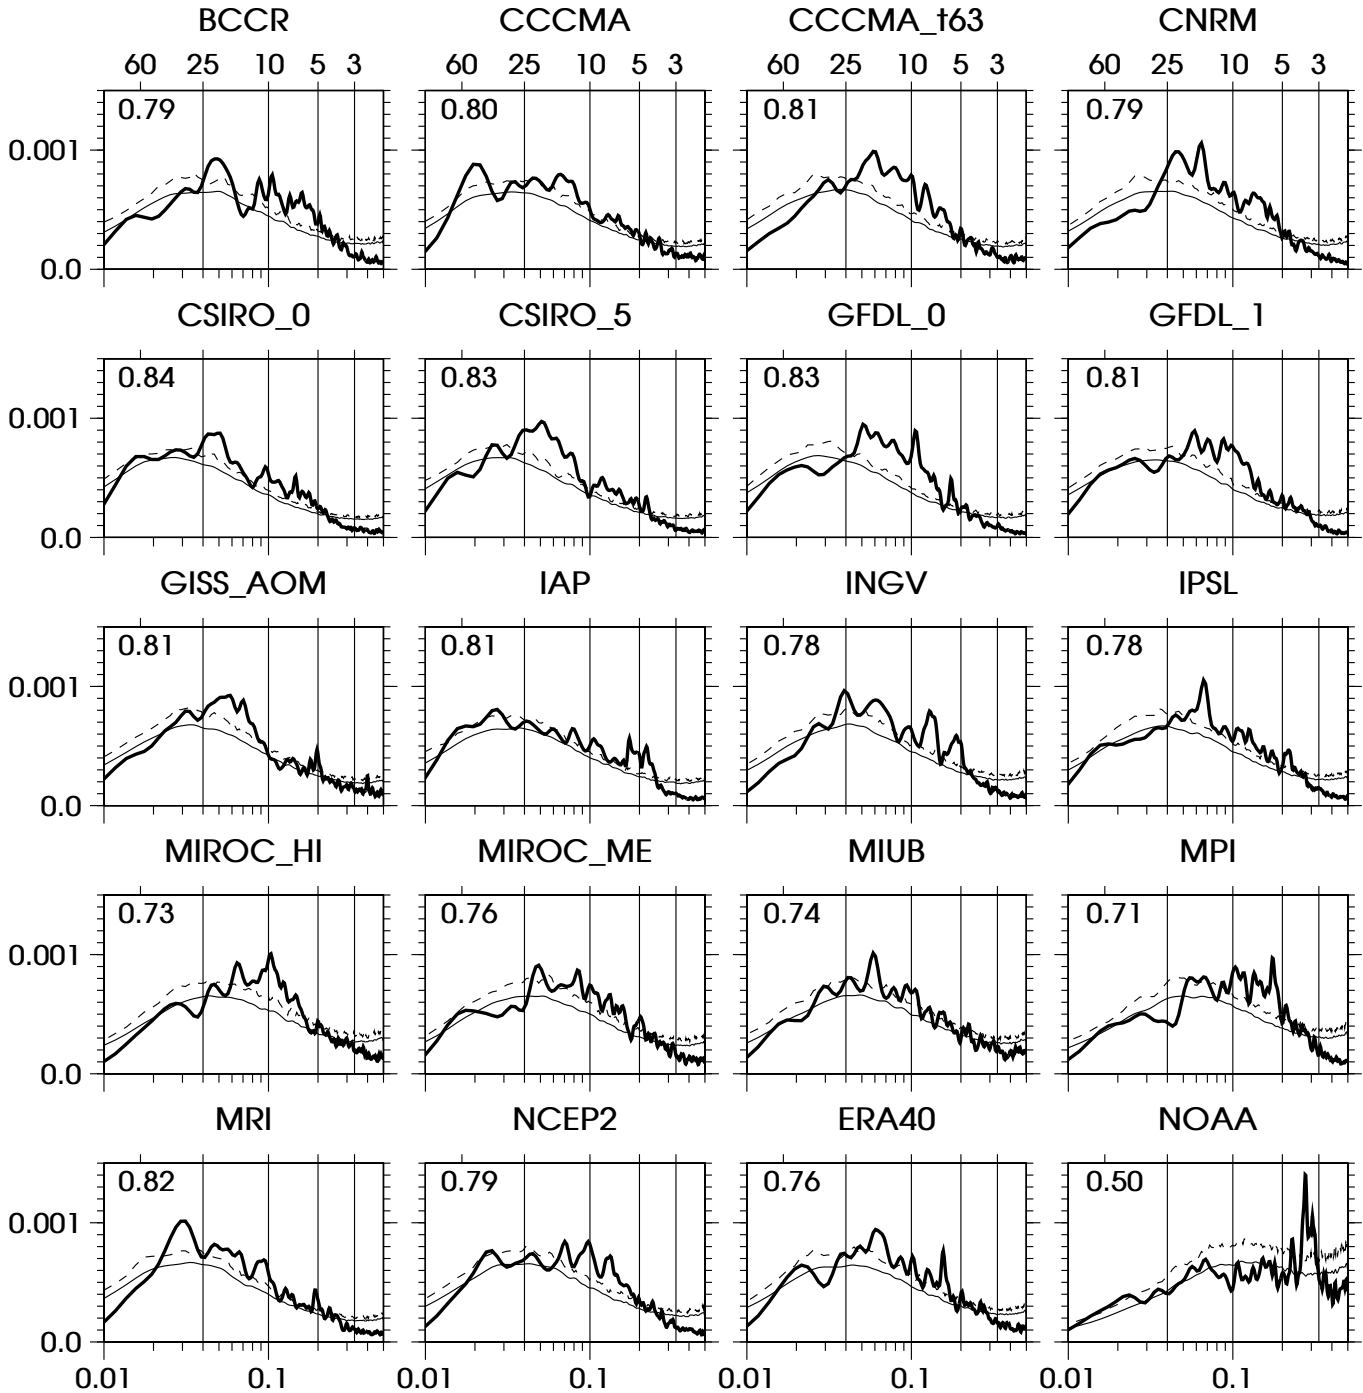 BCCR CCCMA CCCMA_t63 CNRM
60 25 10 5 3 60 25 10 5 3 60 25 10 5 3 60 25 10 5 3
0.79 0.80 0.81 0.79
0.001
0.0
CSIRO_0 CSIRO_5 GFDL_0 GFDL_1
0.84 0.83 0.83 0.81
0.001
0.0
GISS_AOM IAP INGV IPSL
0.81 0.81 0.78 0.78
0.001
0.0
MIROC_HI MIROC_ME MIUB MPI
0.73 0.76 0.74 0.71
0.001
0.0
MRI NCEP2 ERA40 NOAA
0.82 0.79 0.76 0.50
0.001
0.0
0.01 0.1 0.01 0.1 0.01 0.1 0.01 0.1